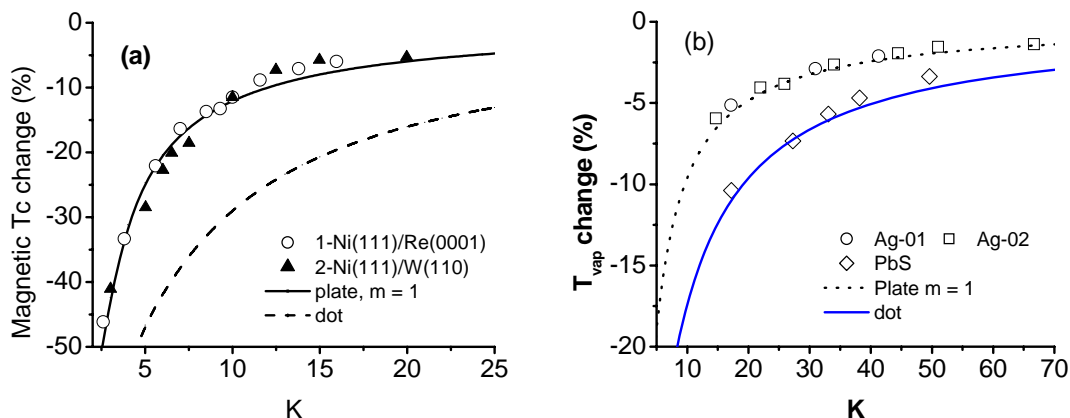 (a)
Magnetic Tc change (%)
0
-10
-20
-30
-40
-50
5
10
15
20
25
K
1-Ni(111)/Re(0001)
2-Ni(111)/W(110)
plate, m = 1
dot
(b)
Tvap change (%)
0
-5
-10
-15
-20
10
20
30
40
50
60
70
K
Ag-01 Ag-02
PbS
Plate m = 1
dot